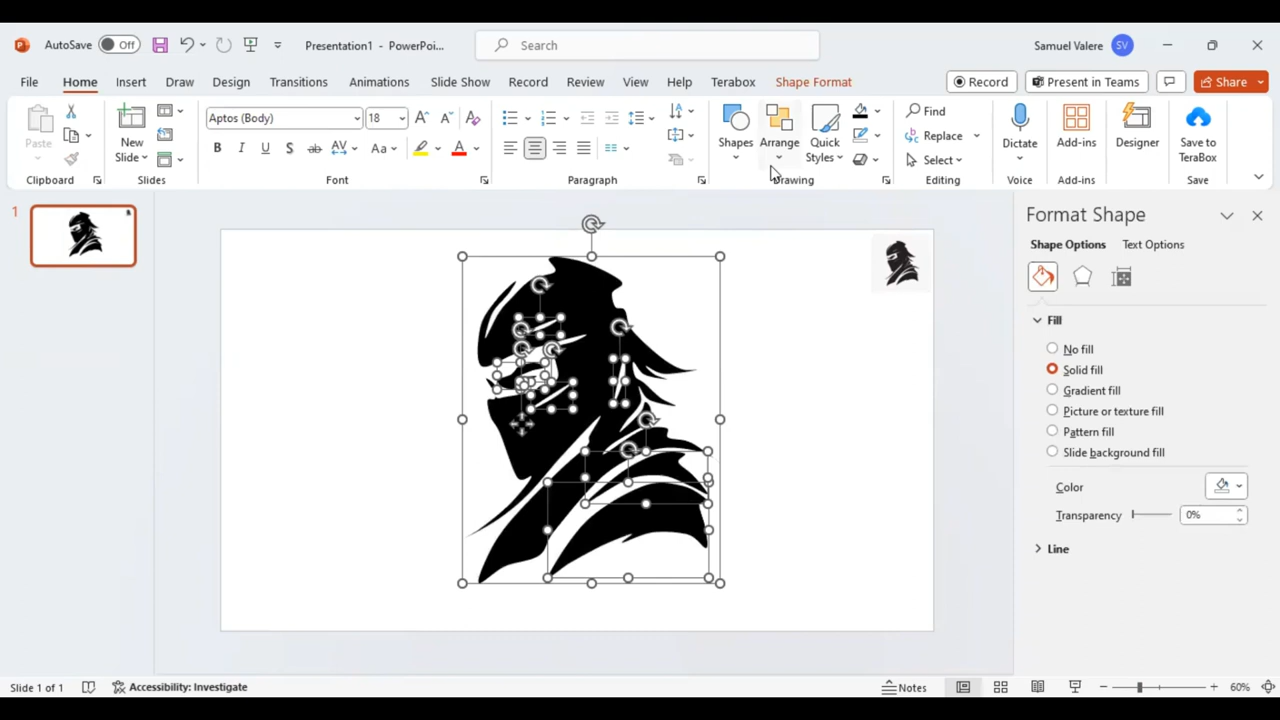 AutoSave Off Presentation1 - PowerPoi... Search Samuel Valere SV
File Home Insert Draw Design Transitions Animations Slide Show Record Review View Help Terabox Shape Format Record Present in Teams Share
Paste New Slide Aptos (Body) 18 Shapes Arrange Quick Styles Find Replace Select Dictate Add-ins Designer Save to TeraBox
Clipboard Slides Font Paragraph Drawing Editing Voice Add-ins Save
1
Format Shape
Shape Options Text Options
Fill
No fill
Solid fill
Gradient fill
Picture or texture fill
Pattern fill
Slide background fill
Color
Transparency 0%
Line
Slide 1 of 1 Accessibility: Investigate Notes 60%